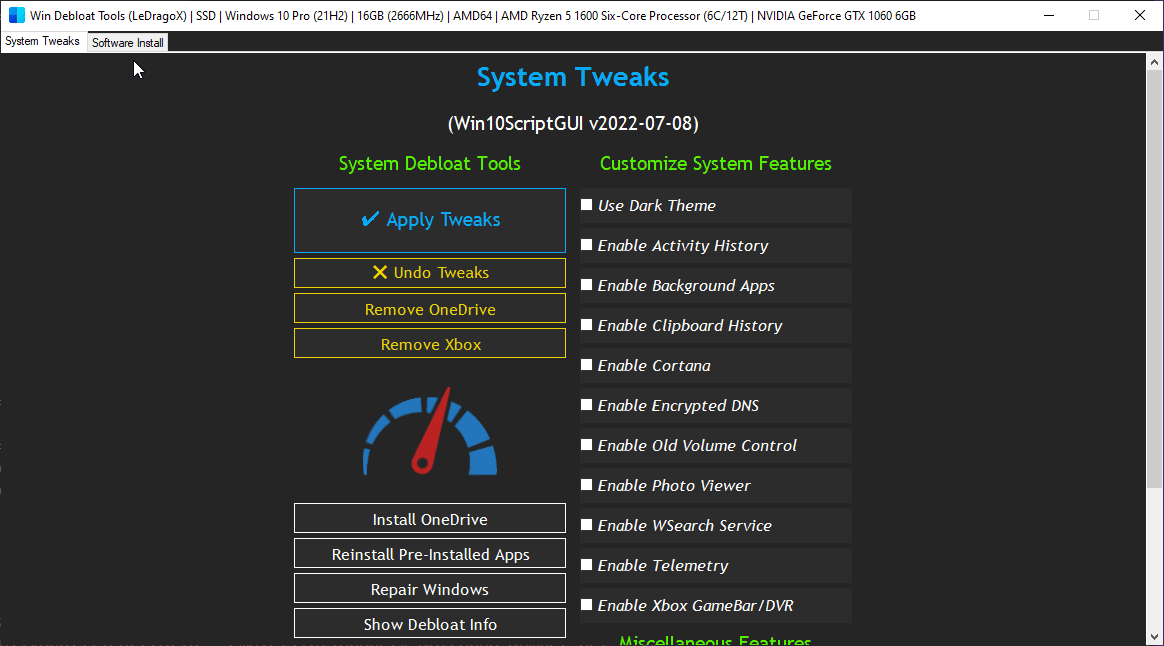 Win Debloat Tools (LeDragoX) | SSD | Windows 10 Pro (21H2) | 16GB (2666MHz) | AMD64 | AMD Ryzen 5 1600 Six-Core Processor (6C/12T) | NVIDIA GeForce GTX 1060 6GB
System Tweaks Software Install
System Tweaks
(Win10ScriptGUI v2022-07-08)
System Debloat Tools
✔ Apply Tweaks
❌ Undo Tweaks
Remove OneDrive
Remove Xbox
Install OneDrive
Reinstall Pre-Installed Apps
Repair Windows
Show Debloat Info
Customize System Features
Use Dark Theme
Enable Activity History
Enable Background Apps
Enable Clipboard History
Enable Cortana
Enable Encrypted DNS
Enable Old Volume Control
Enable Photo Viewer
Enable WSearch Service
Enable Telemetry
Enable Xbox GameBar/DVR
Miscellaneous Features